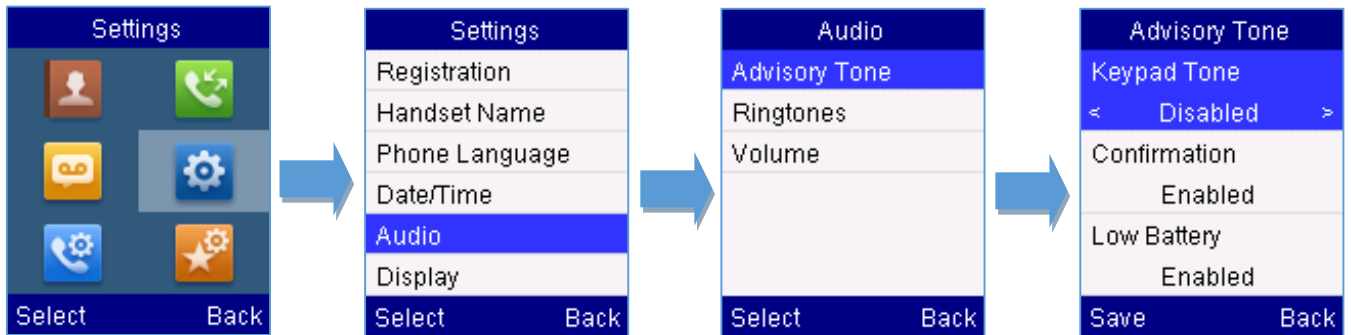 Settings
Select Back
Settings
Registration
Handset Name
Phone Language
Date/Time
Audio
Display
Select Back
Audio
Advisory Tone
Ringtones
Volume
Select Back
Advisory Tone
Keypad Tone
< Disabled >
Confirmation
Enabled
Low Battery
Enabled
Save Back